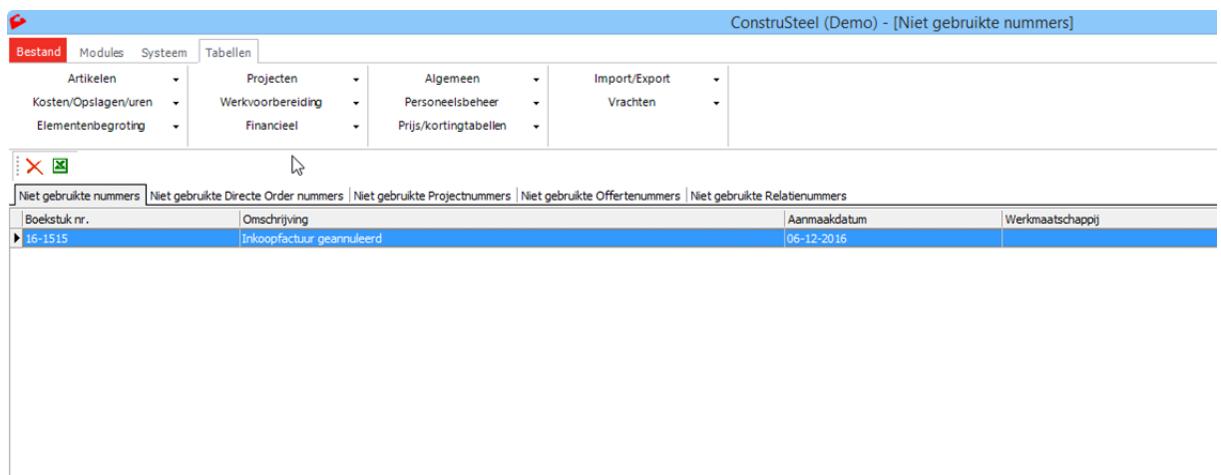 ConstruSteel (Demo) - [Niet gebruikte nummers]
Bestand Modules Systeem Tabellen
Artikelen Projecten Algemeen Import/Export
Kosten/Opslagen/uren Werkvoorbereiding Personeelsbeheer Vrachten
Elementenbegroting Financieel Prijs/kortingtabellen
Niet gebruikte nummers Niet gebruikte Directe Order nummers Niet gebruikte Projectnummers Niet gebruikte Offertenummers Niet gebruikte Relatienummers
Boekstuk nr. Omschrijving Aanmaakdatum Werkmaatschappij
16-1515 Inkoopfactuur geannuleerd 06-12-2016